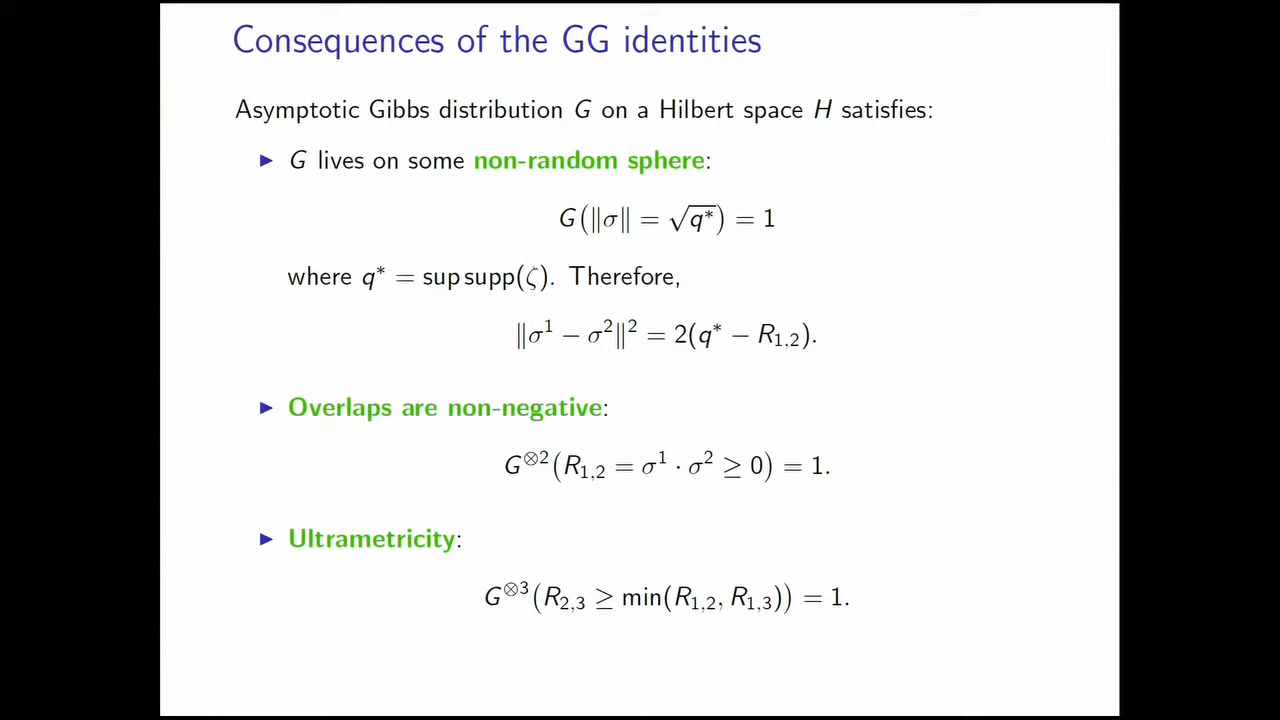 Consequences of the GG identities
Asymptotic Gibbs distribution G on a Hilbert space H satisfies:
▶ G lives on some non-random sphere:
G(‖σ‖ = √q*) = 1
where q* = sup supp(ζ). Therefore,
‖σ¹ − σ²‖² = 2(q* − R₁,₂).
▶ Overlaps are non-negative:
G^⊗2(R₁,₂ = σ¹ · σ² ≥ 0) = 1.
▶ Ultrametricity:
G^⊗3(R₂,₃ ≥ min(R₁,₂, R₁,₃)) = 1.